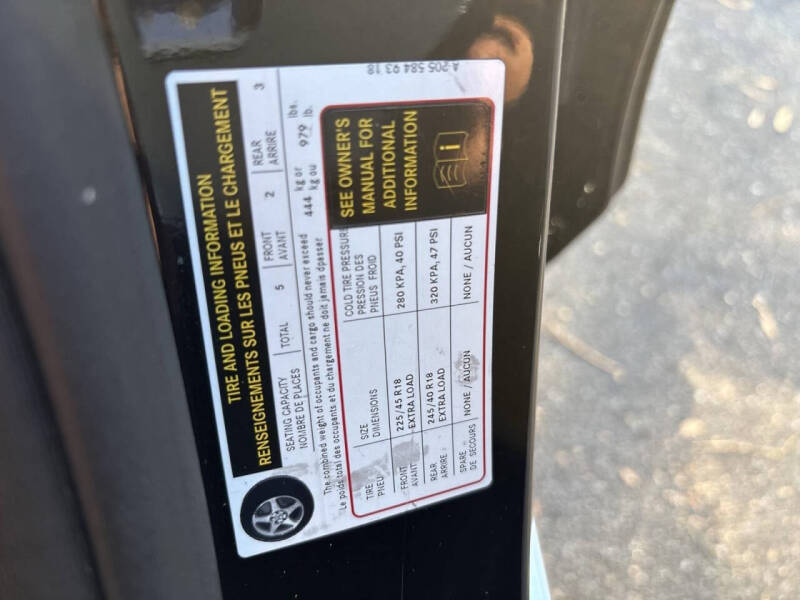 TIRE AND LOADING INFORMATION
RENSEIGNEMENTS SUR LES PNEUS ET LE CHARGEMENT
SEATING CAPACITY TOTAL 5 FRONT 2 REAR 3
NOMBRE DE PLACES AVANT ARRIRE
The combined weight of occupants and cargo should never exceed 444 kg or 979 lbs.
Le poids total des occupants et du chargement ne doit jamais dpasser kg ou lb.
TIRE SIZE COLD TIRE PRESSURE
PNEU DIMENSIONS PRESSION DES
PNEUS FROID
FRONT 225/45 R18 280 KPA, 40 PSI
AVANT EXTRA LOAD
REAR 245/40 R18 320 KPA, 47 PSI
ARRIRE EXTRA LOAD
SPARE NONE / AUCUN NONE / AUCUN
DE SECOURS
SEE OWNER'S
MANUAL FOR
ADDITIONAL
INFORMATION
i
A 205 584 93 18